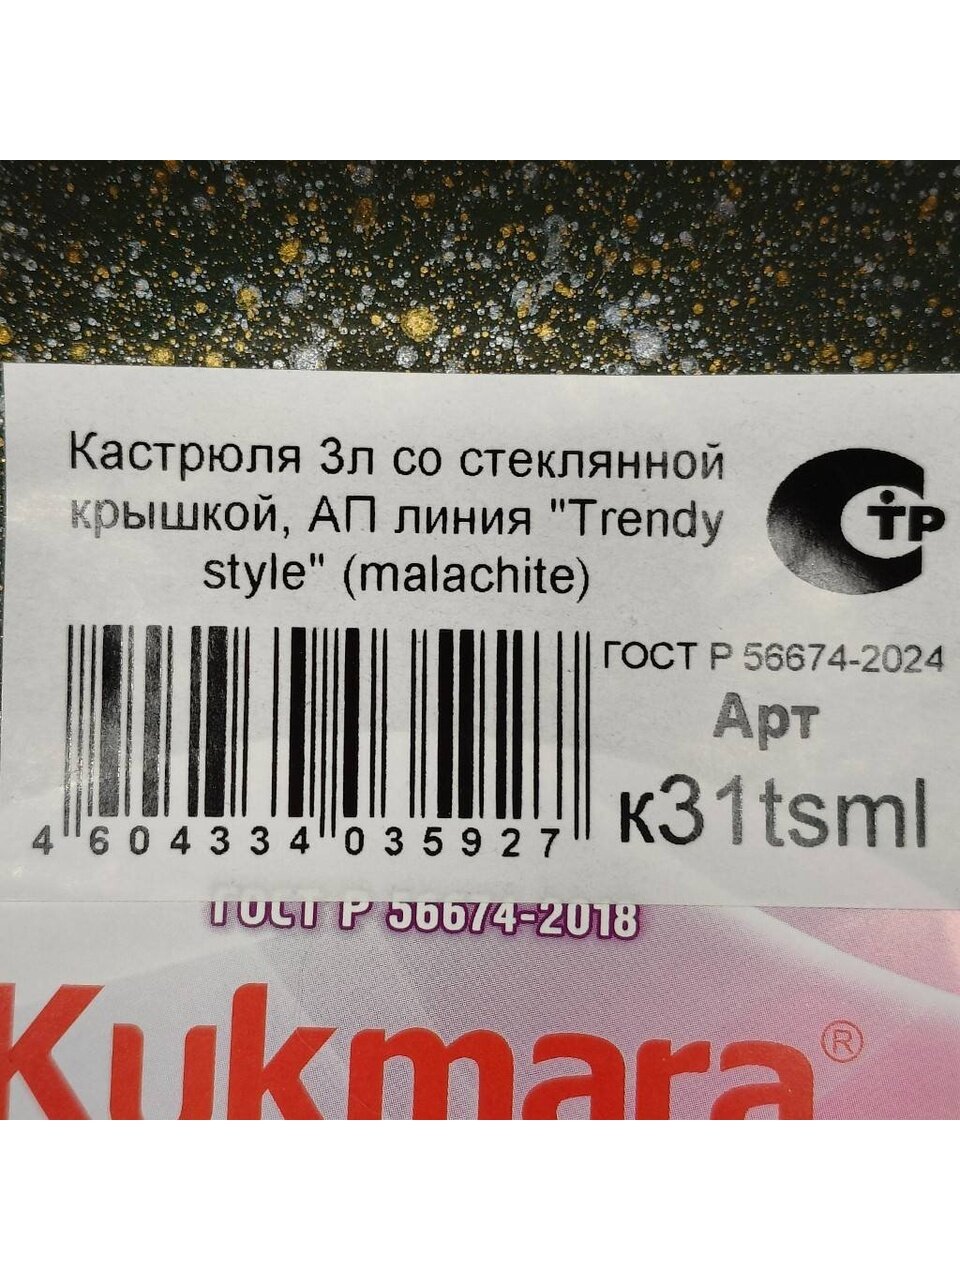 Кастрюля 3л со стеклянной
крышкой, АП линия "Trendy
style" (malachite)
СТР
ГОСТ Р 56674-2024
Арт
к31tsml
4 604334 035927
ГОСТ Р 56674-2018
Kukmara®